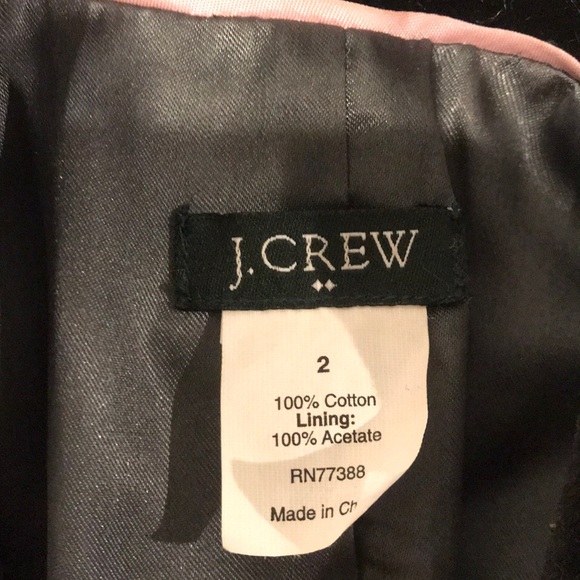 J.CREW
2
100% Cotton
Lining:
100% Acetate
RN77388
Made in Ch